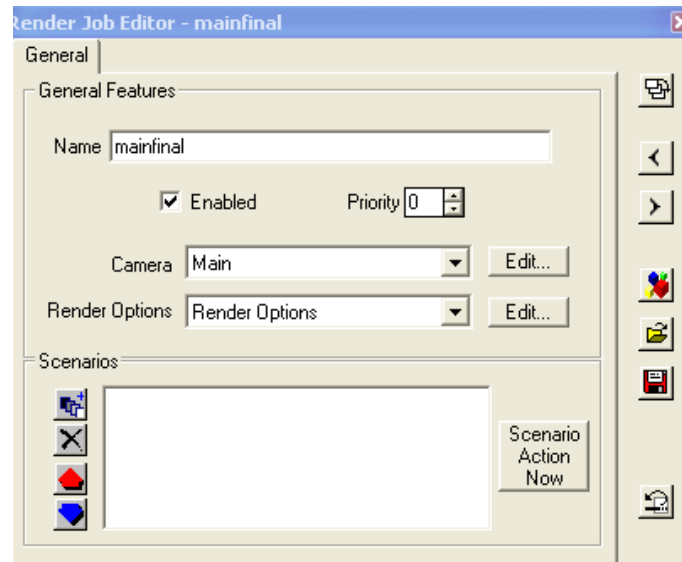 Render Job Editor - mainfinal
General
General Features
Name mainfinal
Enabled Priority 0
Camera Main Edit...
Render Options Render Options Edit...
Scenarios
Scenario
Action
Now